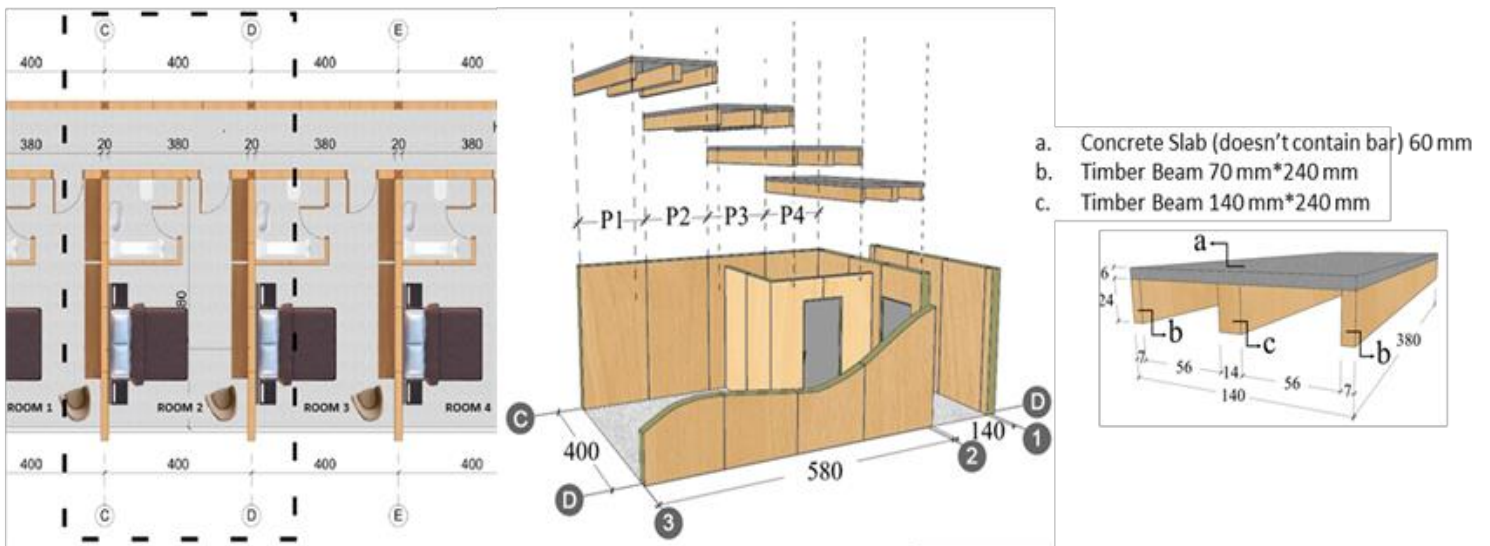 C D E
400 400 400 400
380 20 380 20 380 20
80
ROOM 1 ROOM 2 ROOM 3 ROOM 4
400 400 400 400
C D E
P1 P2 P3 P4
C
D
400
D
3
580
2
140
1
a. Concrete Slab (doesn't contain bar) 60 mm
b. Timber Beam 70 mm*240 mm
c. Timber Beam 140 mm*240 mm
a
6
24
b
c
b
380
7 56 14 56 7
140